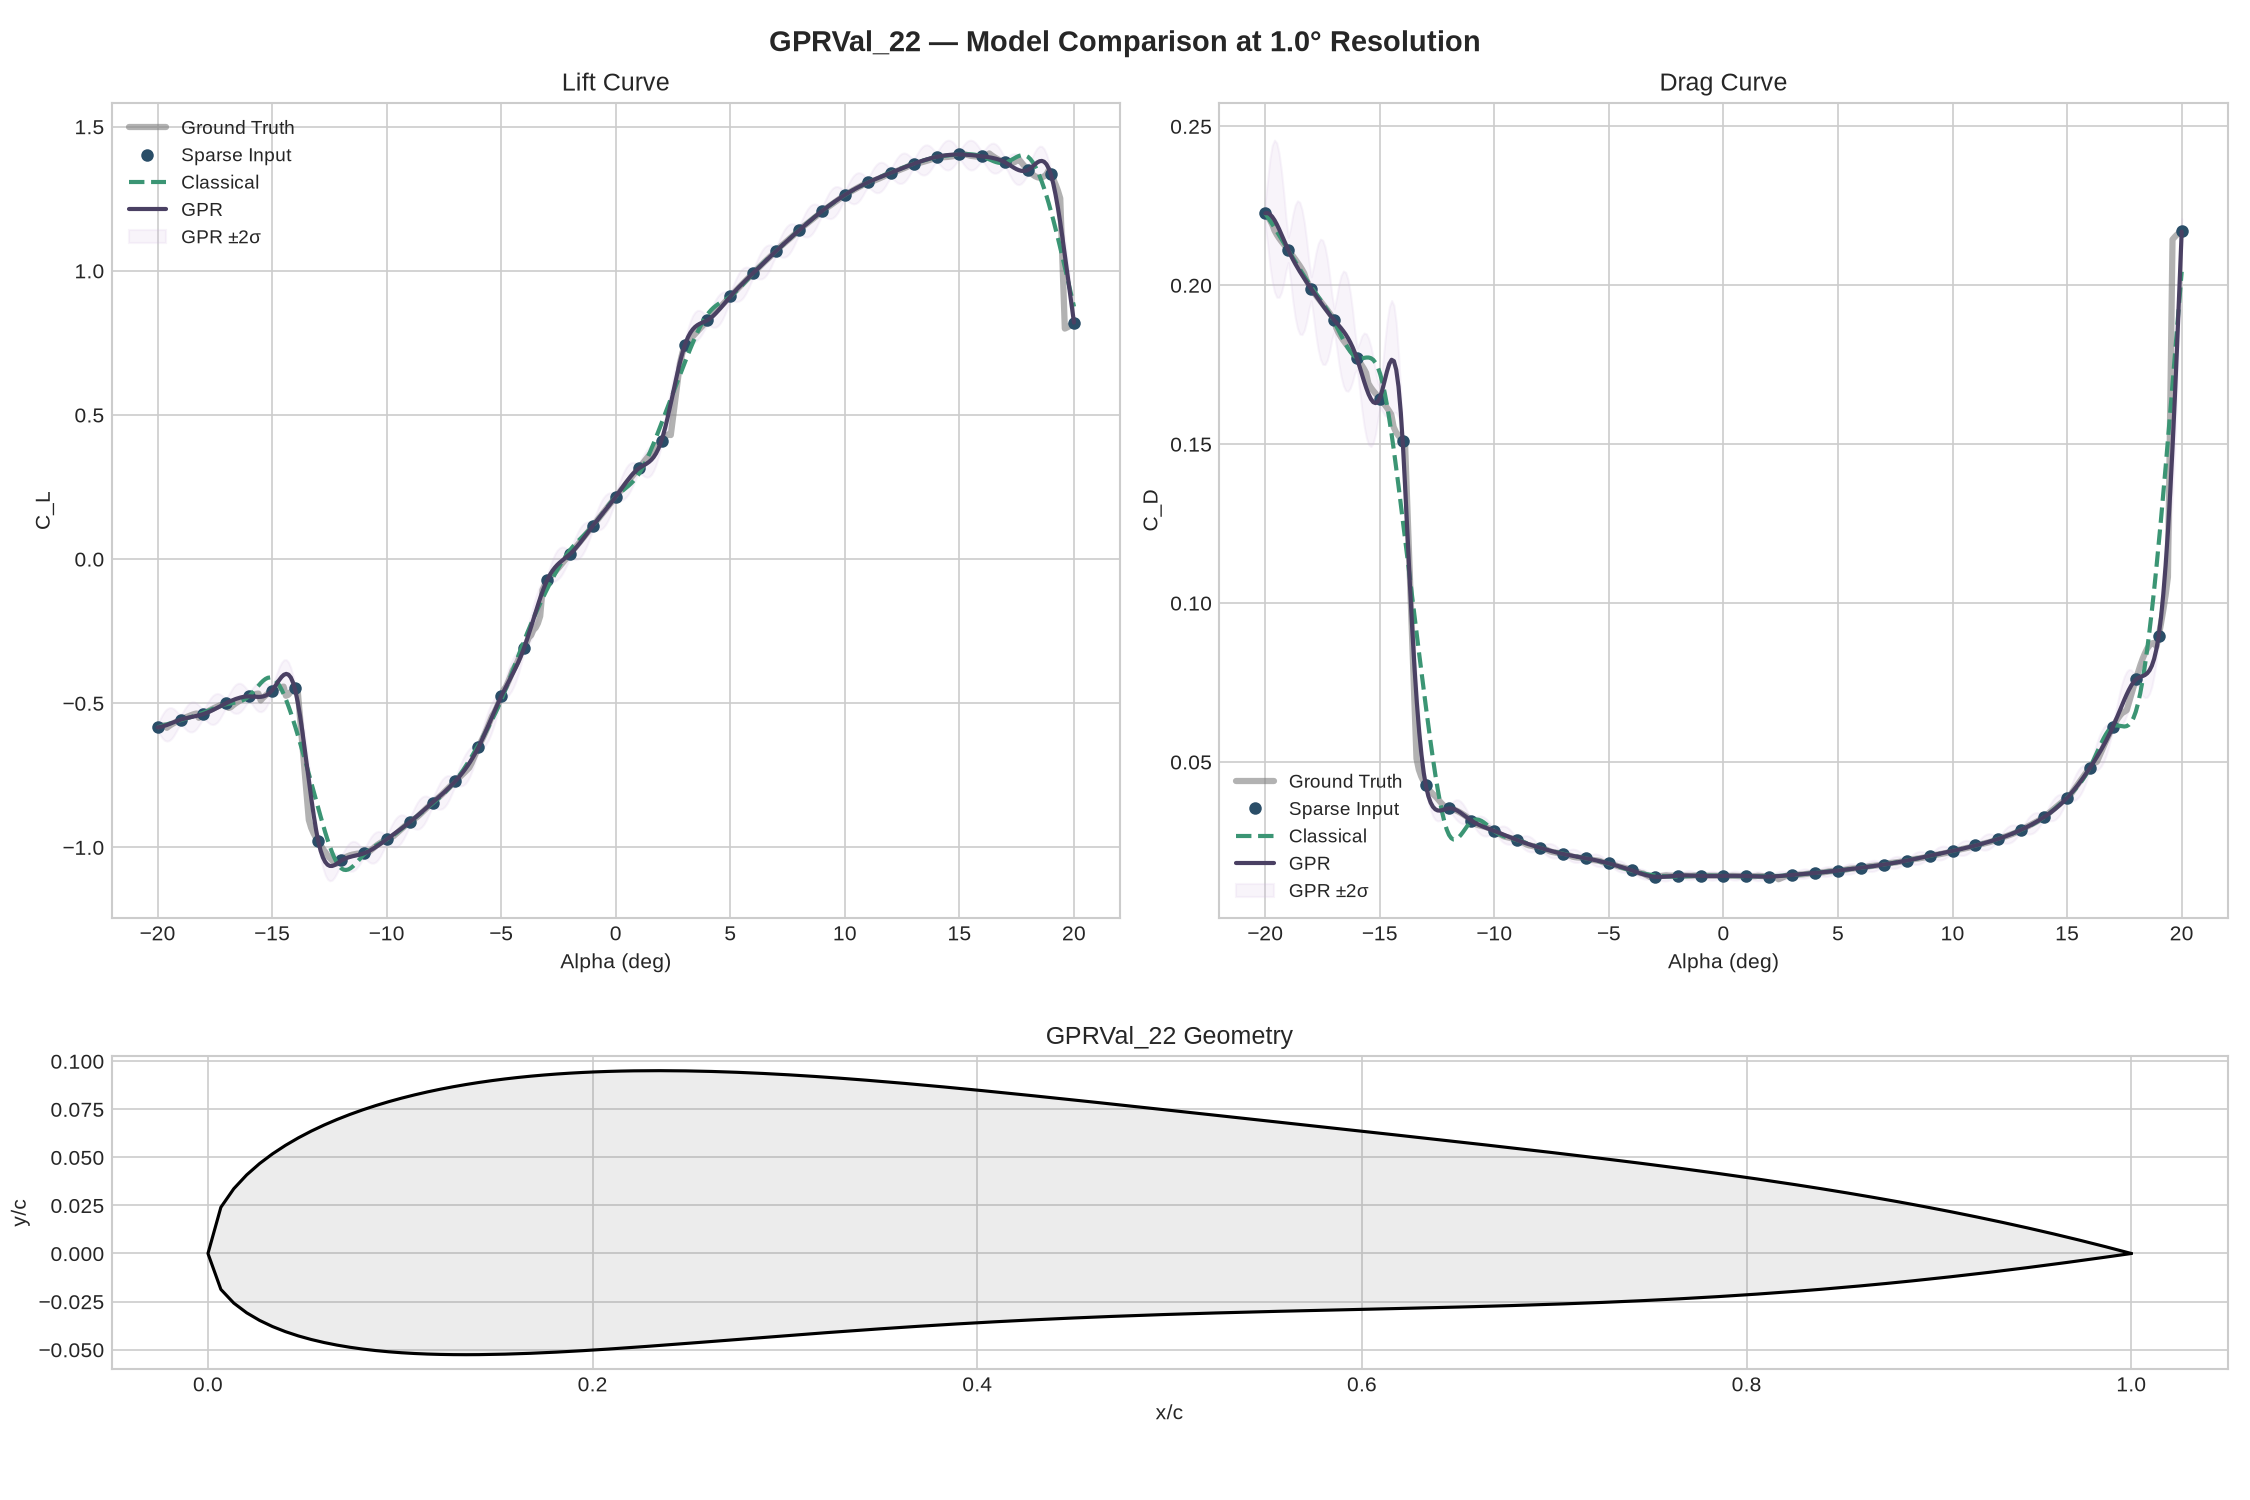 GPRVal_22 — Model Comparison at 1.0° Resolution
Lift Curve
1.5
1.0
0.5
0.0
−0.5
−1.0
C_L
Ground Truth
Sparse Input
Classical
GPR
GPR ±2σ
−20 −15 −10 −5 0 5 10 15 20
Alpha (deg)
Drag Curve
0.25
0.20
0.15
0.10
0.05
C_D
Ground Truth
Sparse Input
Classical
GPR
GPR ±2σ
−20 −15 −10 −5 0 5 10 15 20
Alpha (deg)
GPRVal_22 Geometry
0.100
0.075
0.050
0.025
0.000
−0.025
−0.050
y/c
0.0 0.2 0.4 0.6 0.8 1.0
x/c